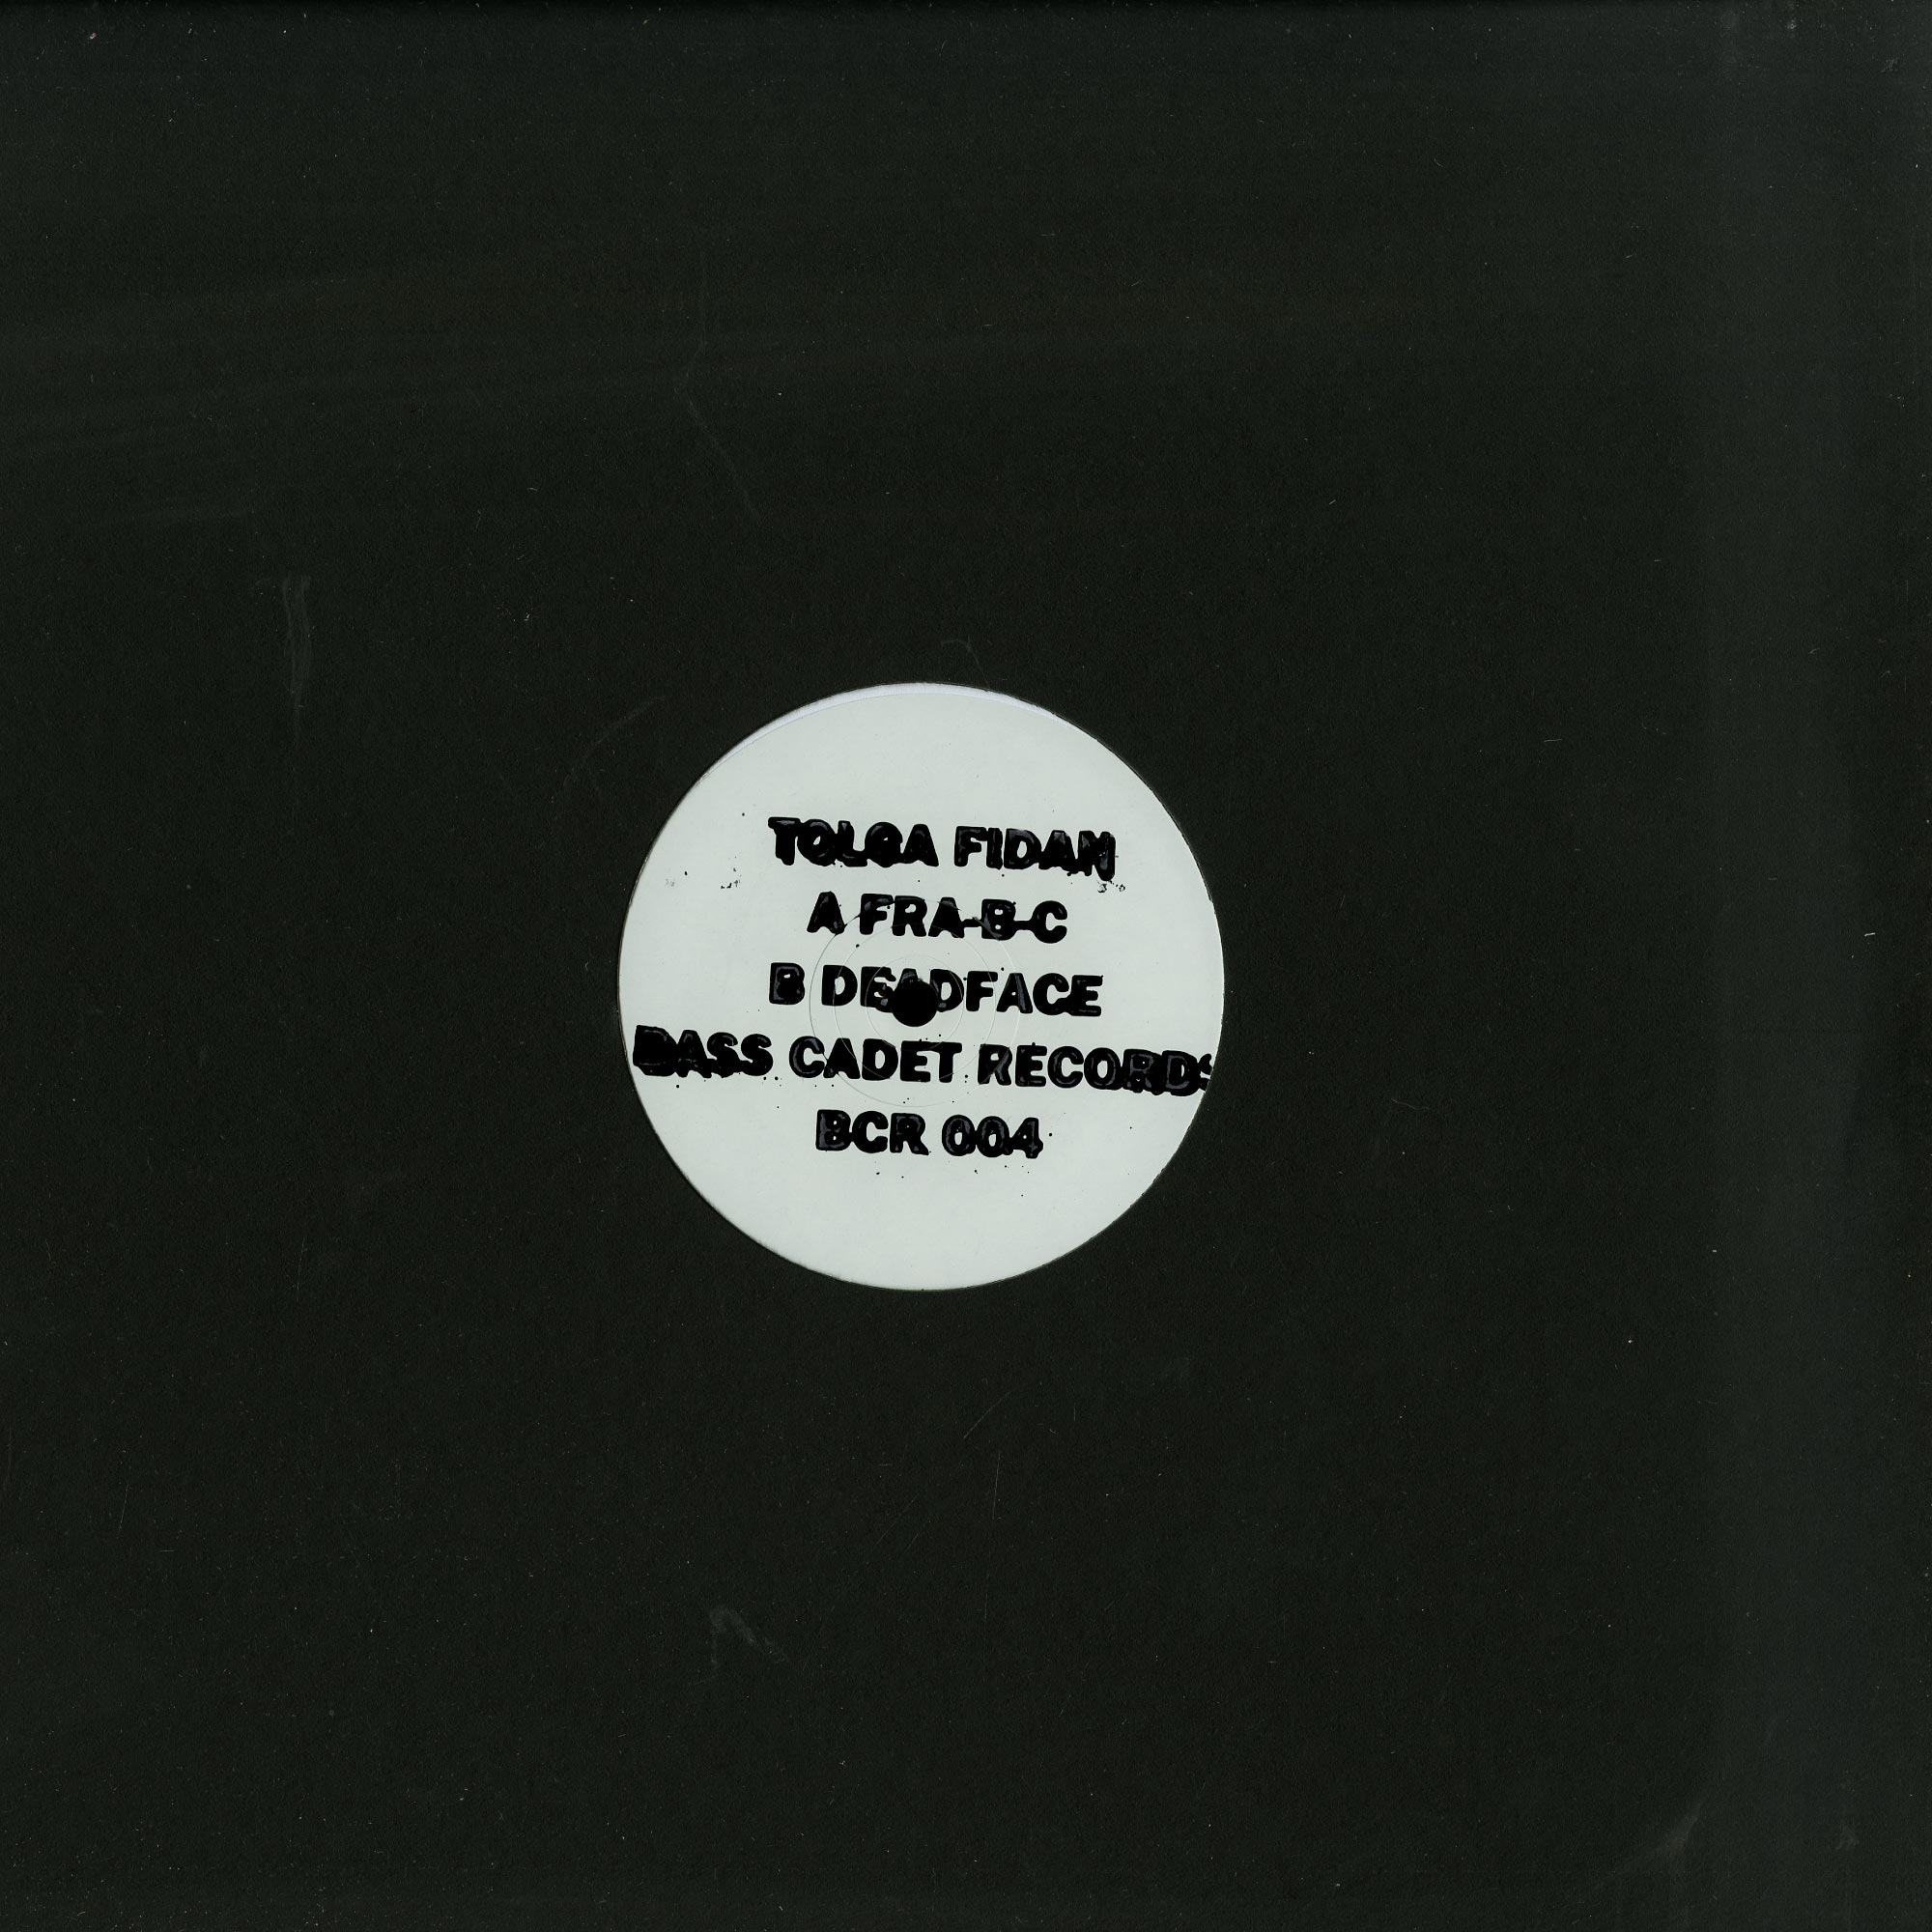 TOLGA FIDAN
A FRA-B-C
B DEADFACE
BASS CADET RECORDS
BCR 004